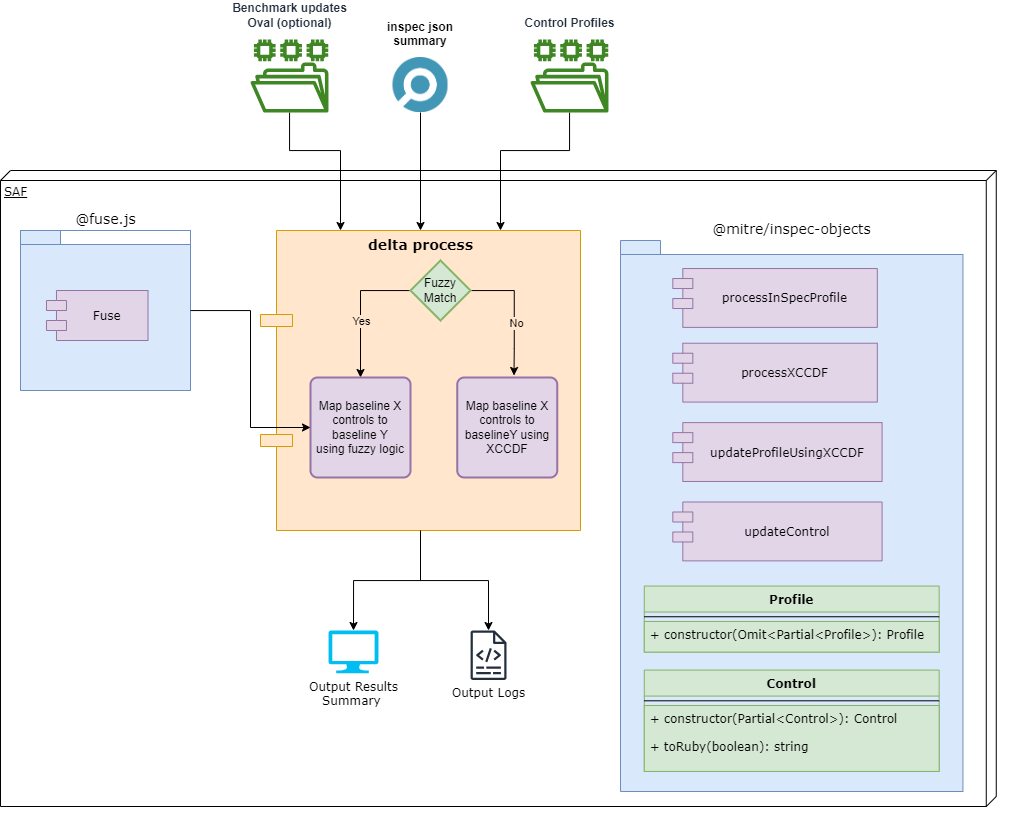 Benchmark updates
Oval (optional)
inspec json
summary
Control Profiles
SAF
@fuse.js
Fuse
delta process
Fuzzy
Match
Yes
No
Map baseline X
controls to
baseline Y
using fuzzy logic
Map baseline X
controls to
baselineY using
XCCDF
Output Results
Summary
</>
Output Logs
@mitre/inspec-objects
processInSpecProfile
processXCCDF
updateProfileUsingXCCDF
updateControl
Profile
+ constructor(Omit<Partial<Profile>): Profile
Control
+ constructor(Partial<Control>): Control
+ toRuby(boolean): string